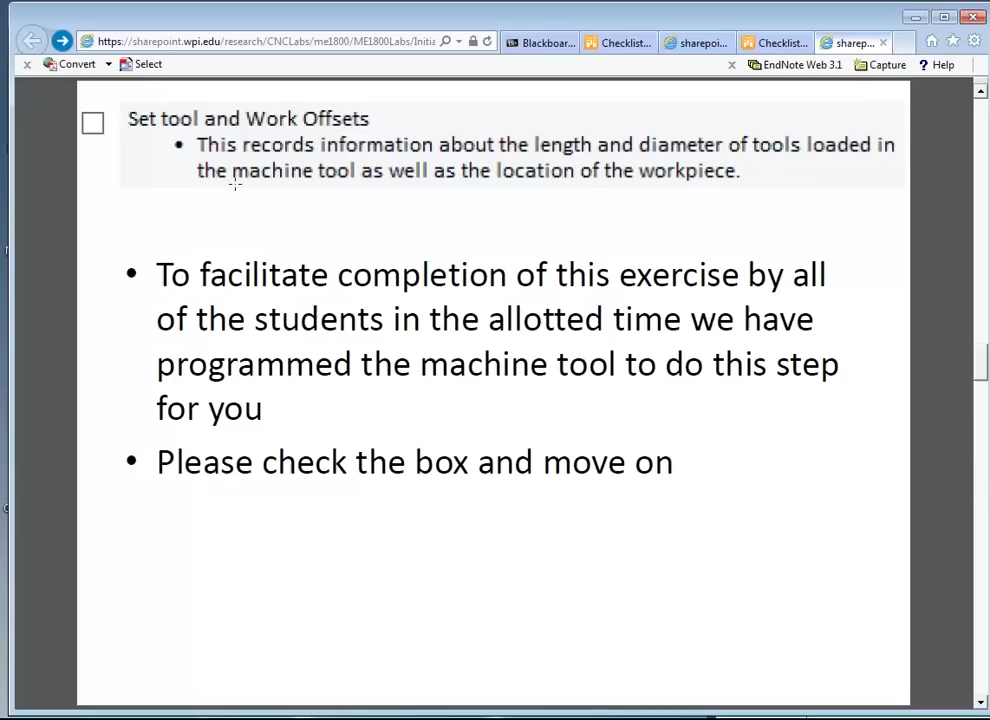 https://sharepoint.wpi.edu/research/CNCLabs/me1800/ME1800Labs/Initia
Blackboar...
Checklist...
sharepoi...
Checklist...
sharep...
Convert
Select
EndNote Web 3.1
Capture
? Help
Set tool and Work Offsets
• This records information about the length and diameter of tools loaded in
the machine tool as well as the location of the workpiece.
• To facilitate completion of this exercise by all
of the students in the allotted time we have
programmed the machine tool to do this step
for you
• Please check the box and move on